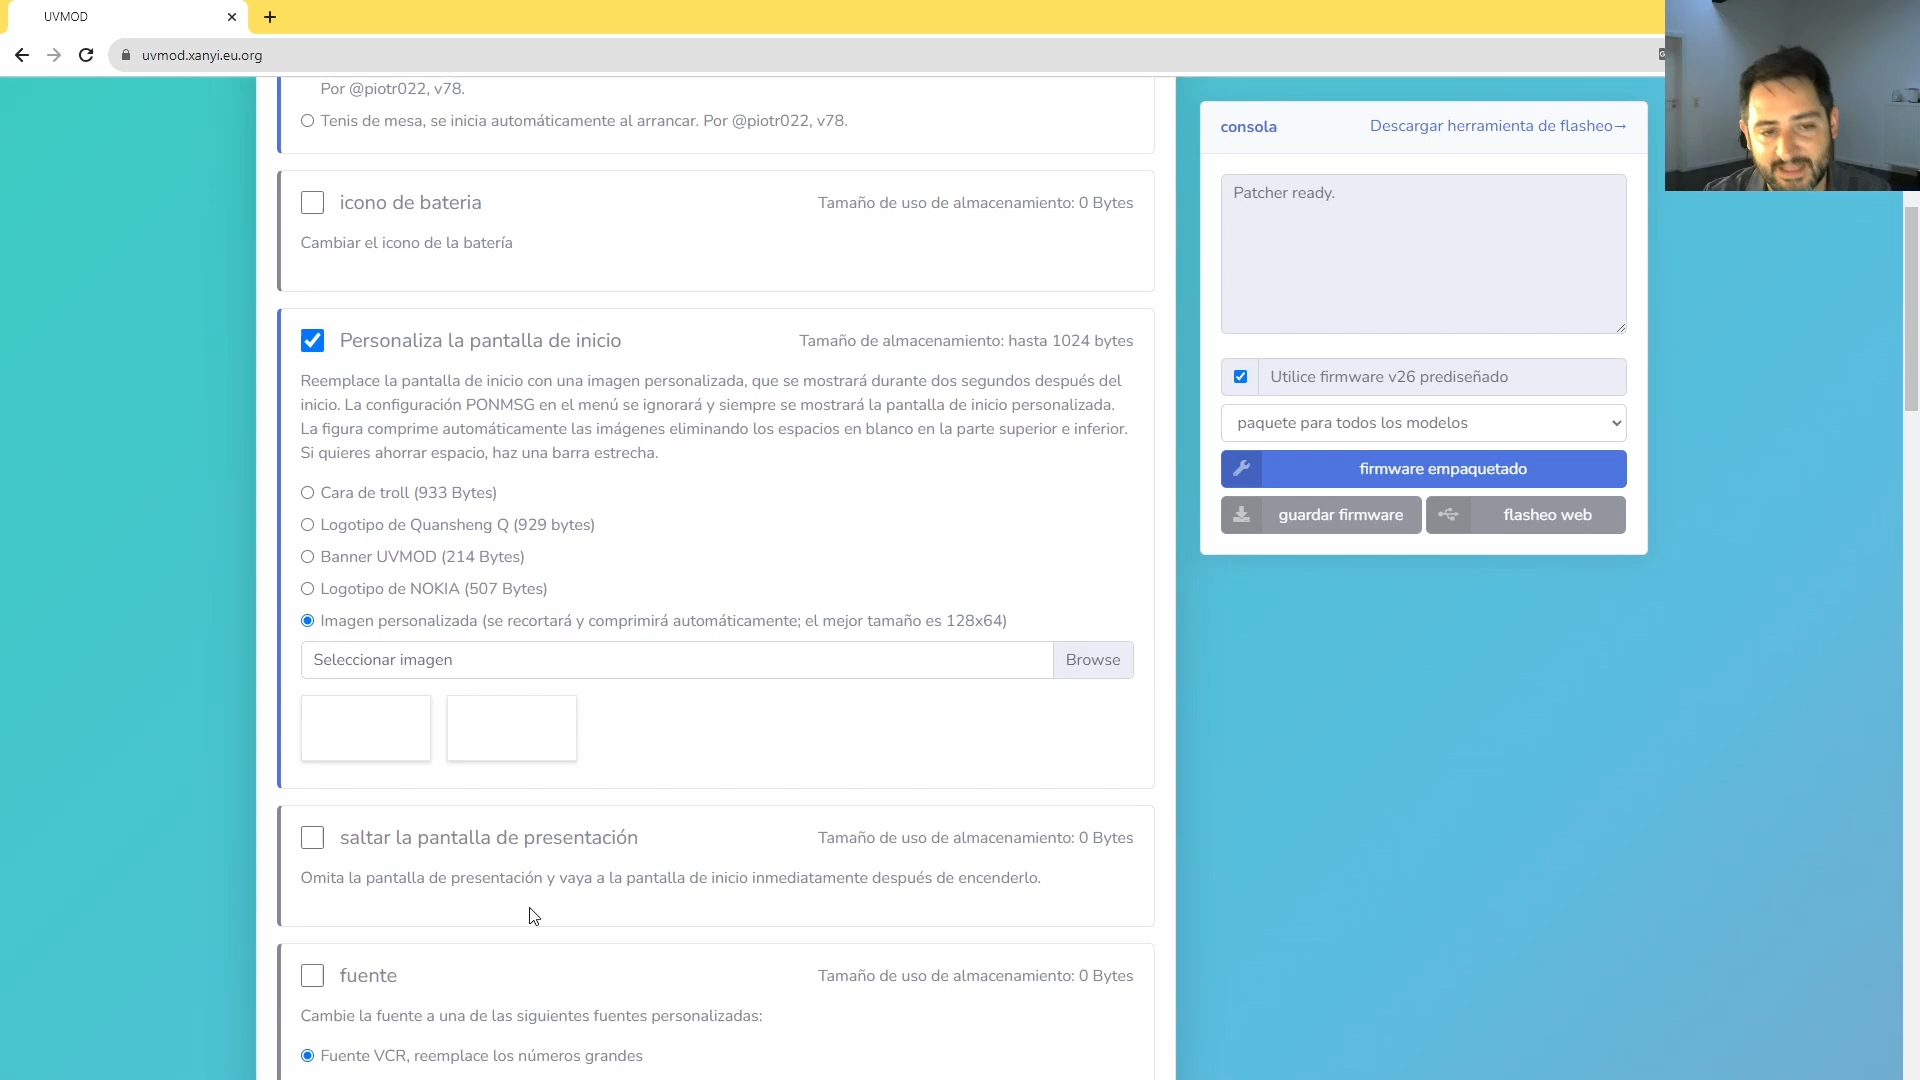 UVMOD
uvmod.xanyi.eu.org
Por @piotr022, v78.
Tenis de mesa, se inicia automáticamente al arrancar. Por @piotr022, v78.
icono de bateria
Tamaño de uso de almacenamiento: 0 Bytes
Cambiar el icono de la batería
Personaliza la pantalla de inicio
Tamaño de almacenamiento: hasta 1024 bytes
Reemplace la pantalla de inicio con una imagen personalizada, que se mostrará durante dos segundos después del
inicio. La configuración PONMSG en el menú se ignorará y siempre se mostrará la pantalla de inicio personalizada.
La figura comprime automáticamente las imágenes eliminando los espacios en blanco en la parte superior e inferior.
Si quieres ahorrar espacio, haz una barra estrecha.
Cara de troll (933 Bytes)
Logotipo de Quansheng Q (929 bytes)
Banner UVMOD (214 Bytes)
Logotipo de NOKIA (507 Bytes)
Imagen personalizada (se recortará y comprimirá automáticamente; el mejor tamaño es 128x64)
Seleccionar imagen
Browse
saltar la pantalla de presentación
Tamaño de uso de almacenamiento: 0 Bytes
Omita la pantalla de presentación y vaya a la pantalla de inicio inmediatamente después de encenderlo.
fuente
Tamaño de uso de almacenamiento: 0 Bytes
Cambie la fuente a una de las siguientes fuentes personalizadas:
Fuente VCR, reemplace los números grandes
consola
Descargar herramienta de flasheo→
Patcher ready.
Utilice firmware v26 prediseñado
paquete para todos los modelos
firmware empaquetado
guardar firmware
flasheo web